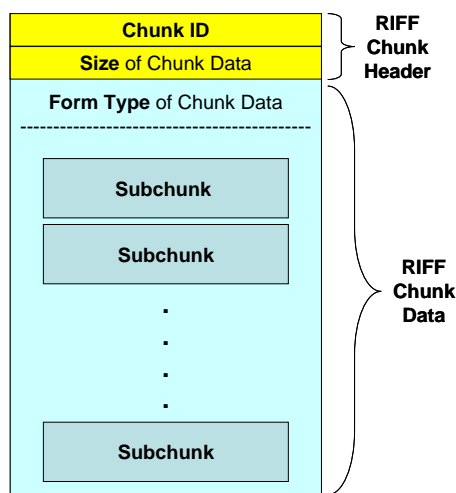 Chunk ID
Size of Chunk Data
Form Type of Chunk Data
Subchunk
Subchunk
.
.
.
.
Subchunk
RIFF
Chunk
Header
RIFF
Chunk
Data